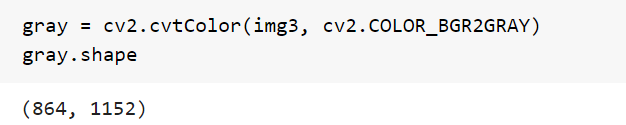 gray = cv2.cvtColor(img3, cv2.COLOR_BGR2GRAY)
gray.shape
(864, 1152)